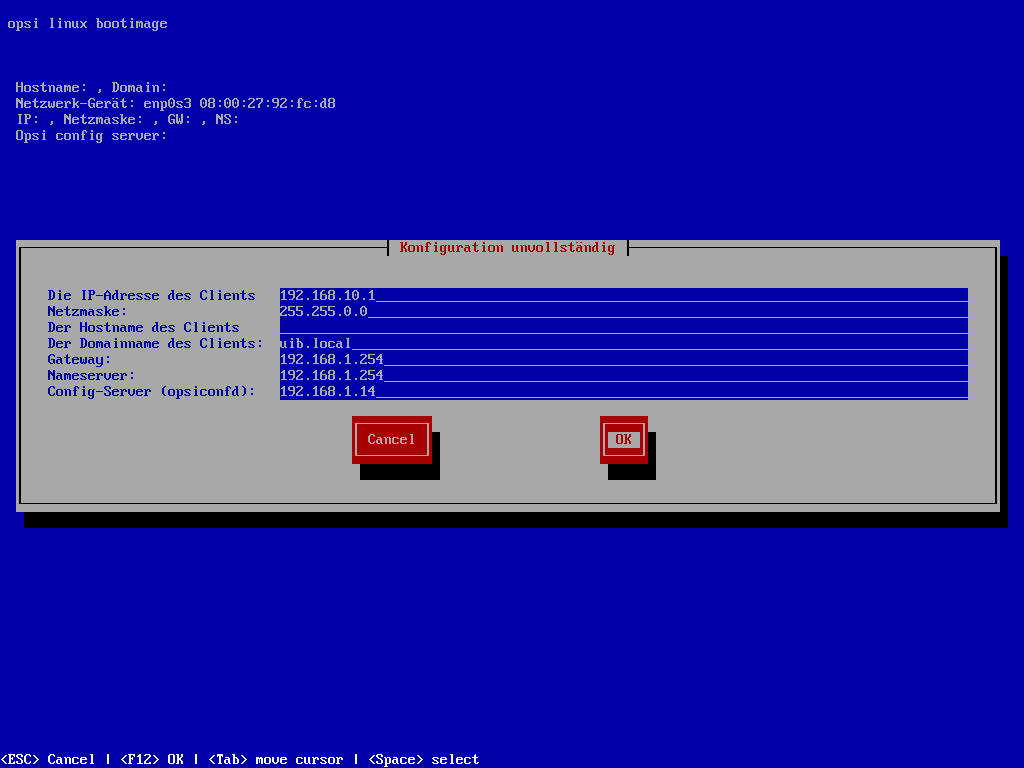 opsi linux bootimage
Hostname: , Domain:
Netzwerk-Gerät: enp0s3 08:00:27:92:fc:d8
IP: , Netzmaske: , GW: , NS:
Opsi config server:
Konfiguration unvollständig
Die IP-Adresse des Clients 192.168.10.1
Netzmaske: 255.255.0.0
Der Hostname des Clients
Der Domainname des Clients: uib.local
Gateway: 192.168.1.254
Nameserver: 192.168.1.254
Config-Server (opsiconfd): 192.168.1.14
Cancel OK
<ESC> Cancel | <F12> OK | <Tab> move cursor | <Space> select